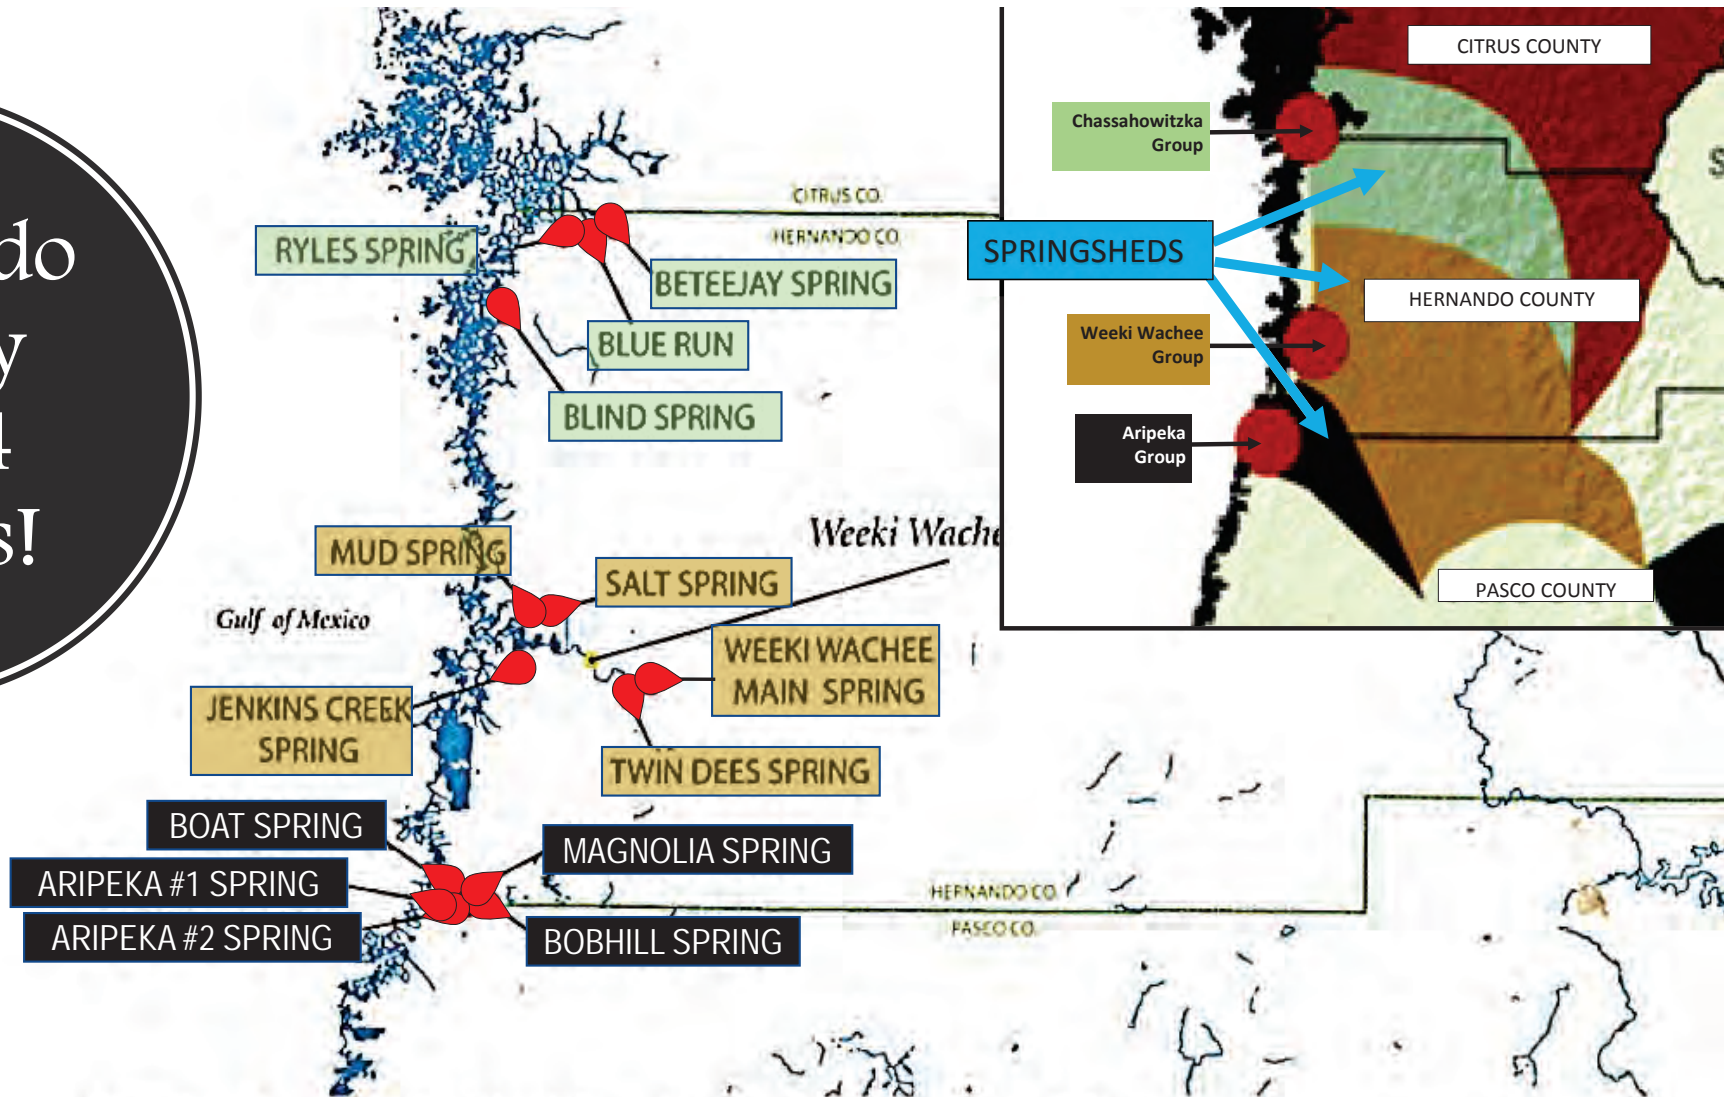 do
y
4
s!
CITRUS CO.
HERNANDO CO.
RYLES SPRING
BETEEJAY SPRING
BLUE RUN
BLIND SPRING
MUD SPRING
SALT SPRING
Weeki Wache
Gulf of Mexico
WEEKI WACHEE
MAIN SPRING
JENKINS CREEK
SPRING
TWIN DEES SPRING
BOAT SPRING
MAGNOLIA SPRING
ARIPEKA #1 SPRING
ARIPEKA #2 SPRING
BOBHILL SPRING
HERNANDO CO.
PASCO CO.
CITRUS COUNTY
Chassahowitzka
Group
S
SPRINGSHEDS
HERNANDO COUNTY
Weeki Wachee
Group
Aripeka
Group
PASCO COUNTY